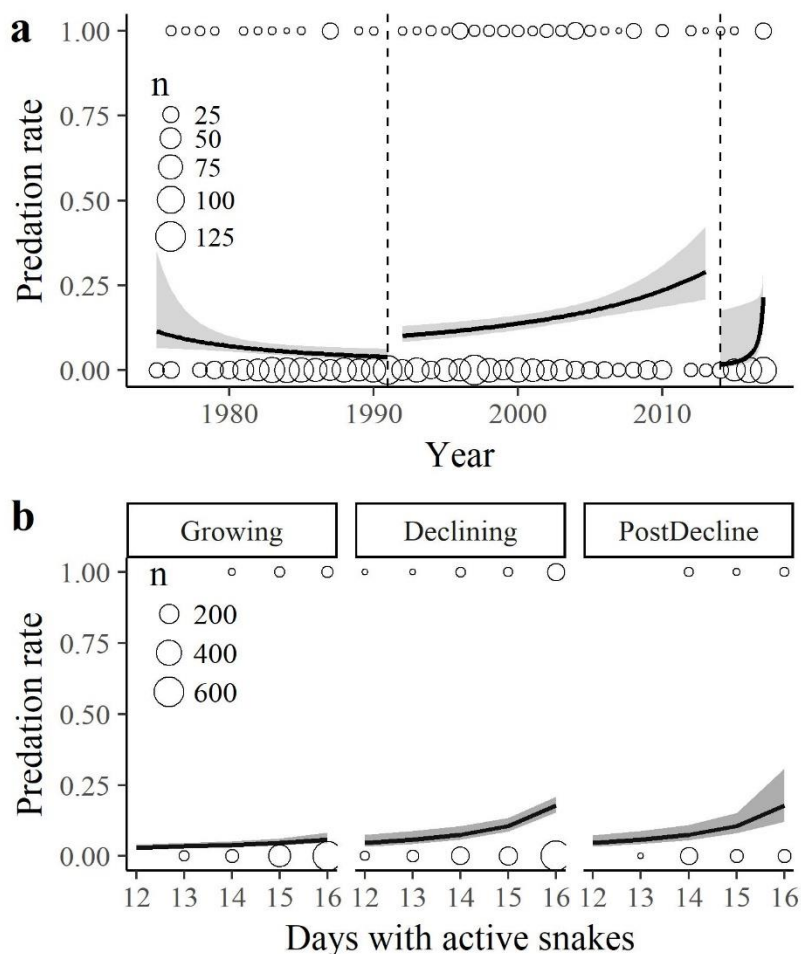 a
Predation rate
1.00
0.75
0.50
0.25
0.00
n
25
50
75
100
125
1980 1990 2000 2010
Year
b
Growing Declining PostDecline
Predation rate
1.00
0.75
0.50
0.25
0.00
n
200
400
600
12 13 14 15 16 12 13 14 15 16 12 13 14 15 16
Days with active snakes